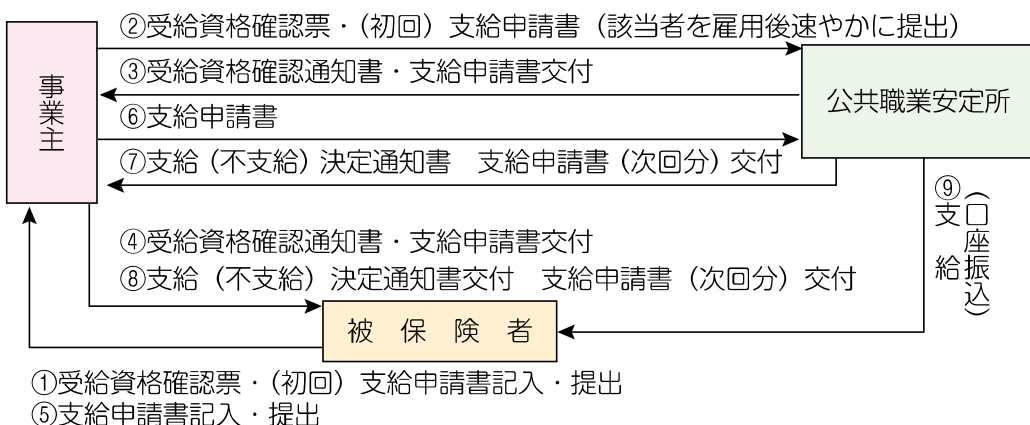 ②受給資格確認票・（初回）支給申請書（該当者を雇用後速やかに提出）
③受給資格確認通知書・支給申請書交付
⑥支給申請書
⑦支給（不支給）決定通知書　支給申請書（次回分）交付
事業主
公共職業安定所
④受給資格確認通知書・支給申請書交付
⑧支給（不支給）決定通知書交付　支給申請書（次回分）交付
⑨支給
（口座振込）
被保険者
①受給資格確認票・（初回）支給申請書記入・提出
⑤支給申請書記入・提出